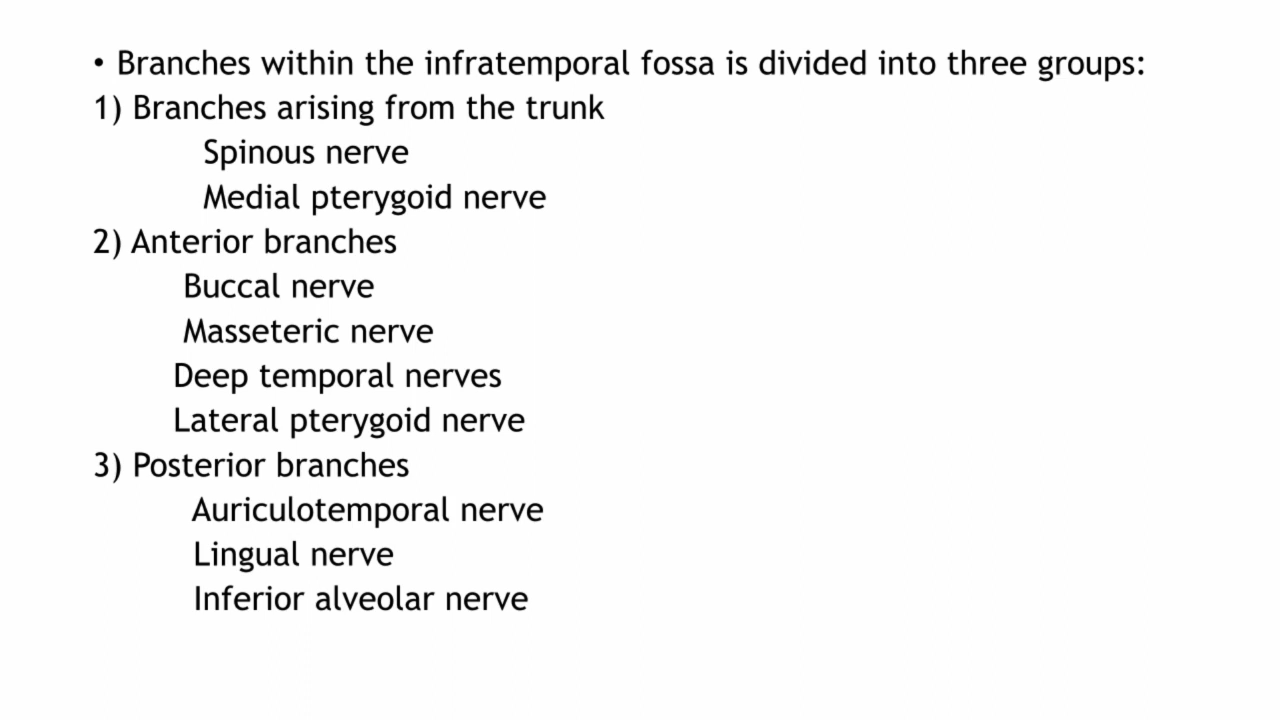 • Branches within the infratemporal fossa is divided into three groups:
1) Branches arising from the trunk
Spinous nerve
Medial pterygoid nerve
2) Anterior branches
Buccal nerve
Masseteric nerve
Deep temporal nerves
Lateral pterygoid nerve
3) Posterior branches
Auriculotemporal nerve
Lingual nerve
Inferior alveolar nerve